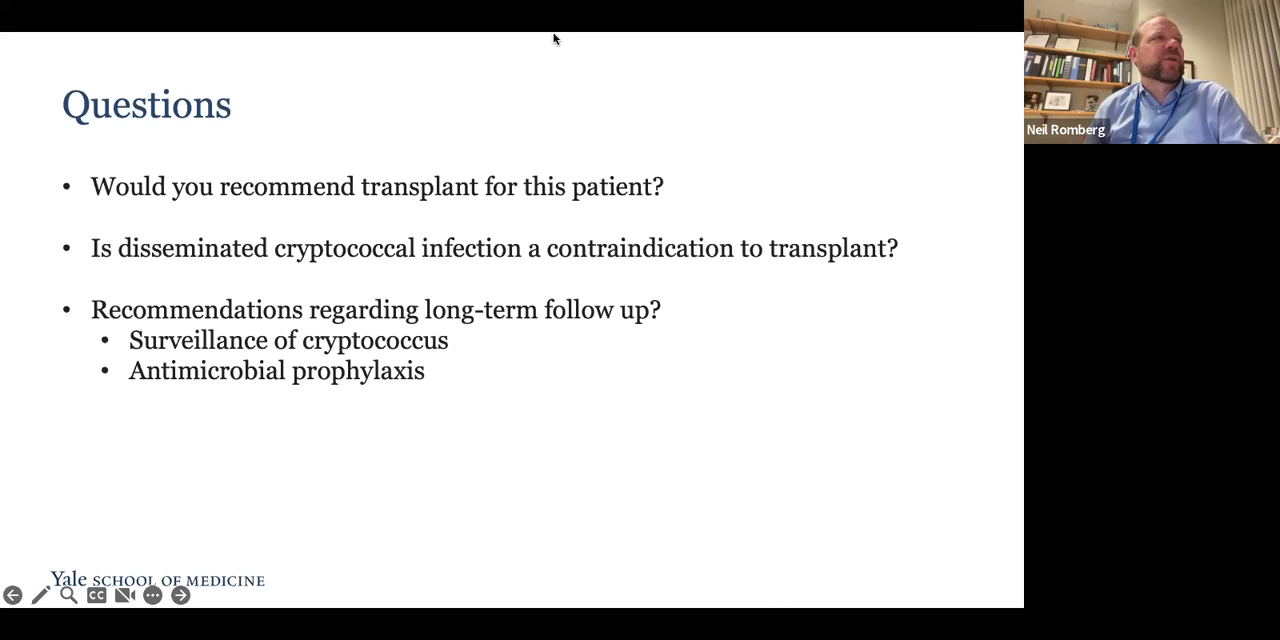 Questions
• Would you recommend transplant for this patient?
• Is disseminated cryptococcal infection a contraindication to transplant?
• Recommendations regarding long-term follow up?
• Surveillance of cryptococcus
• Antimicrobial prophylaxis
Yale SCHOOL OF MEDICINE
CC
Neil Romberg